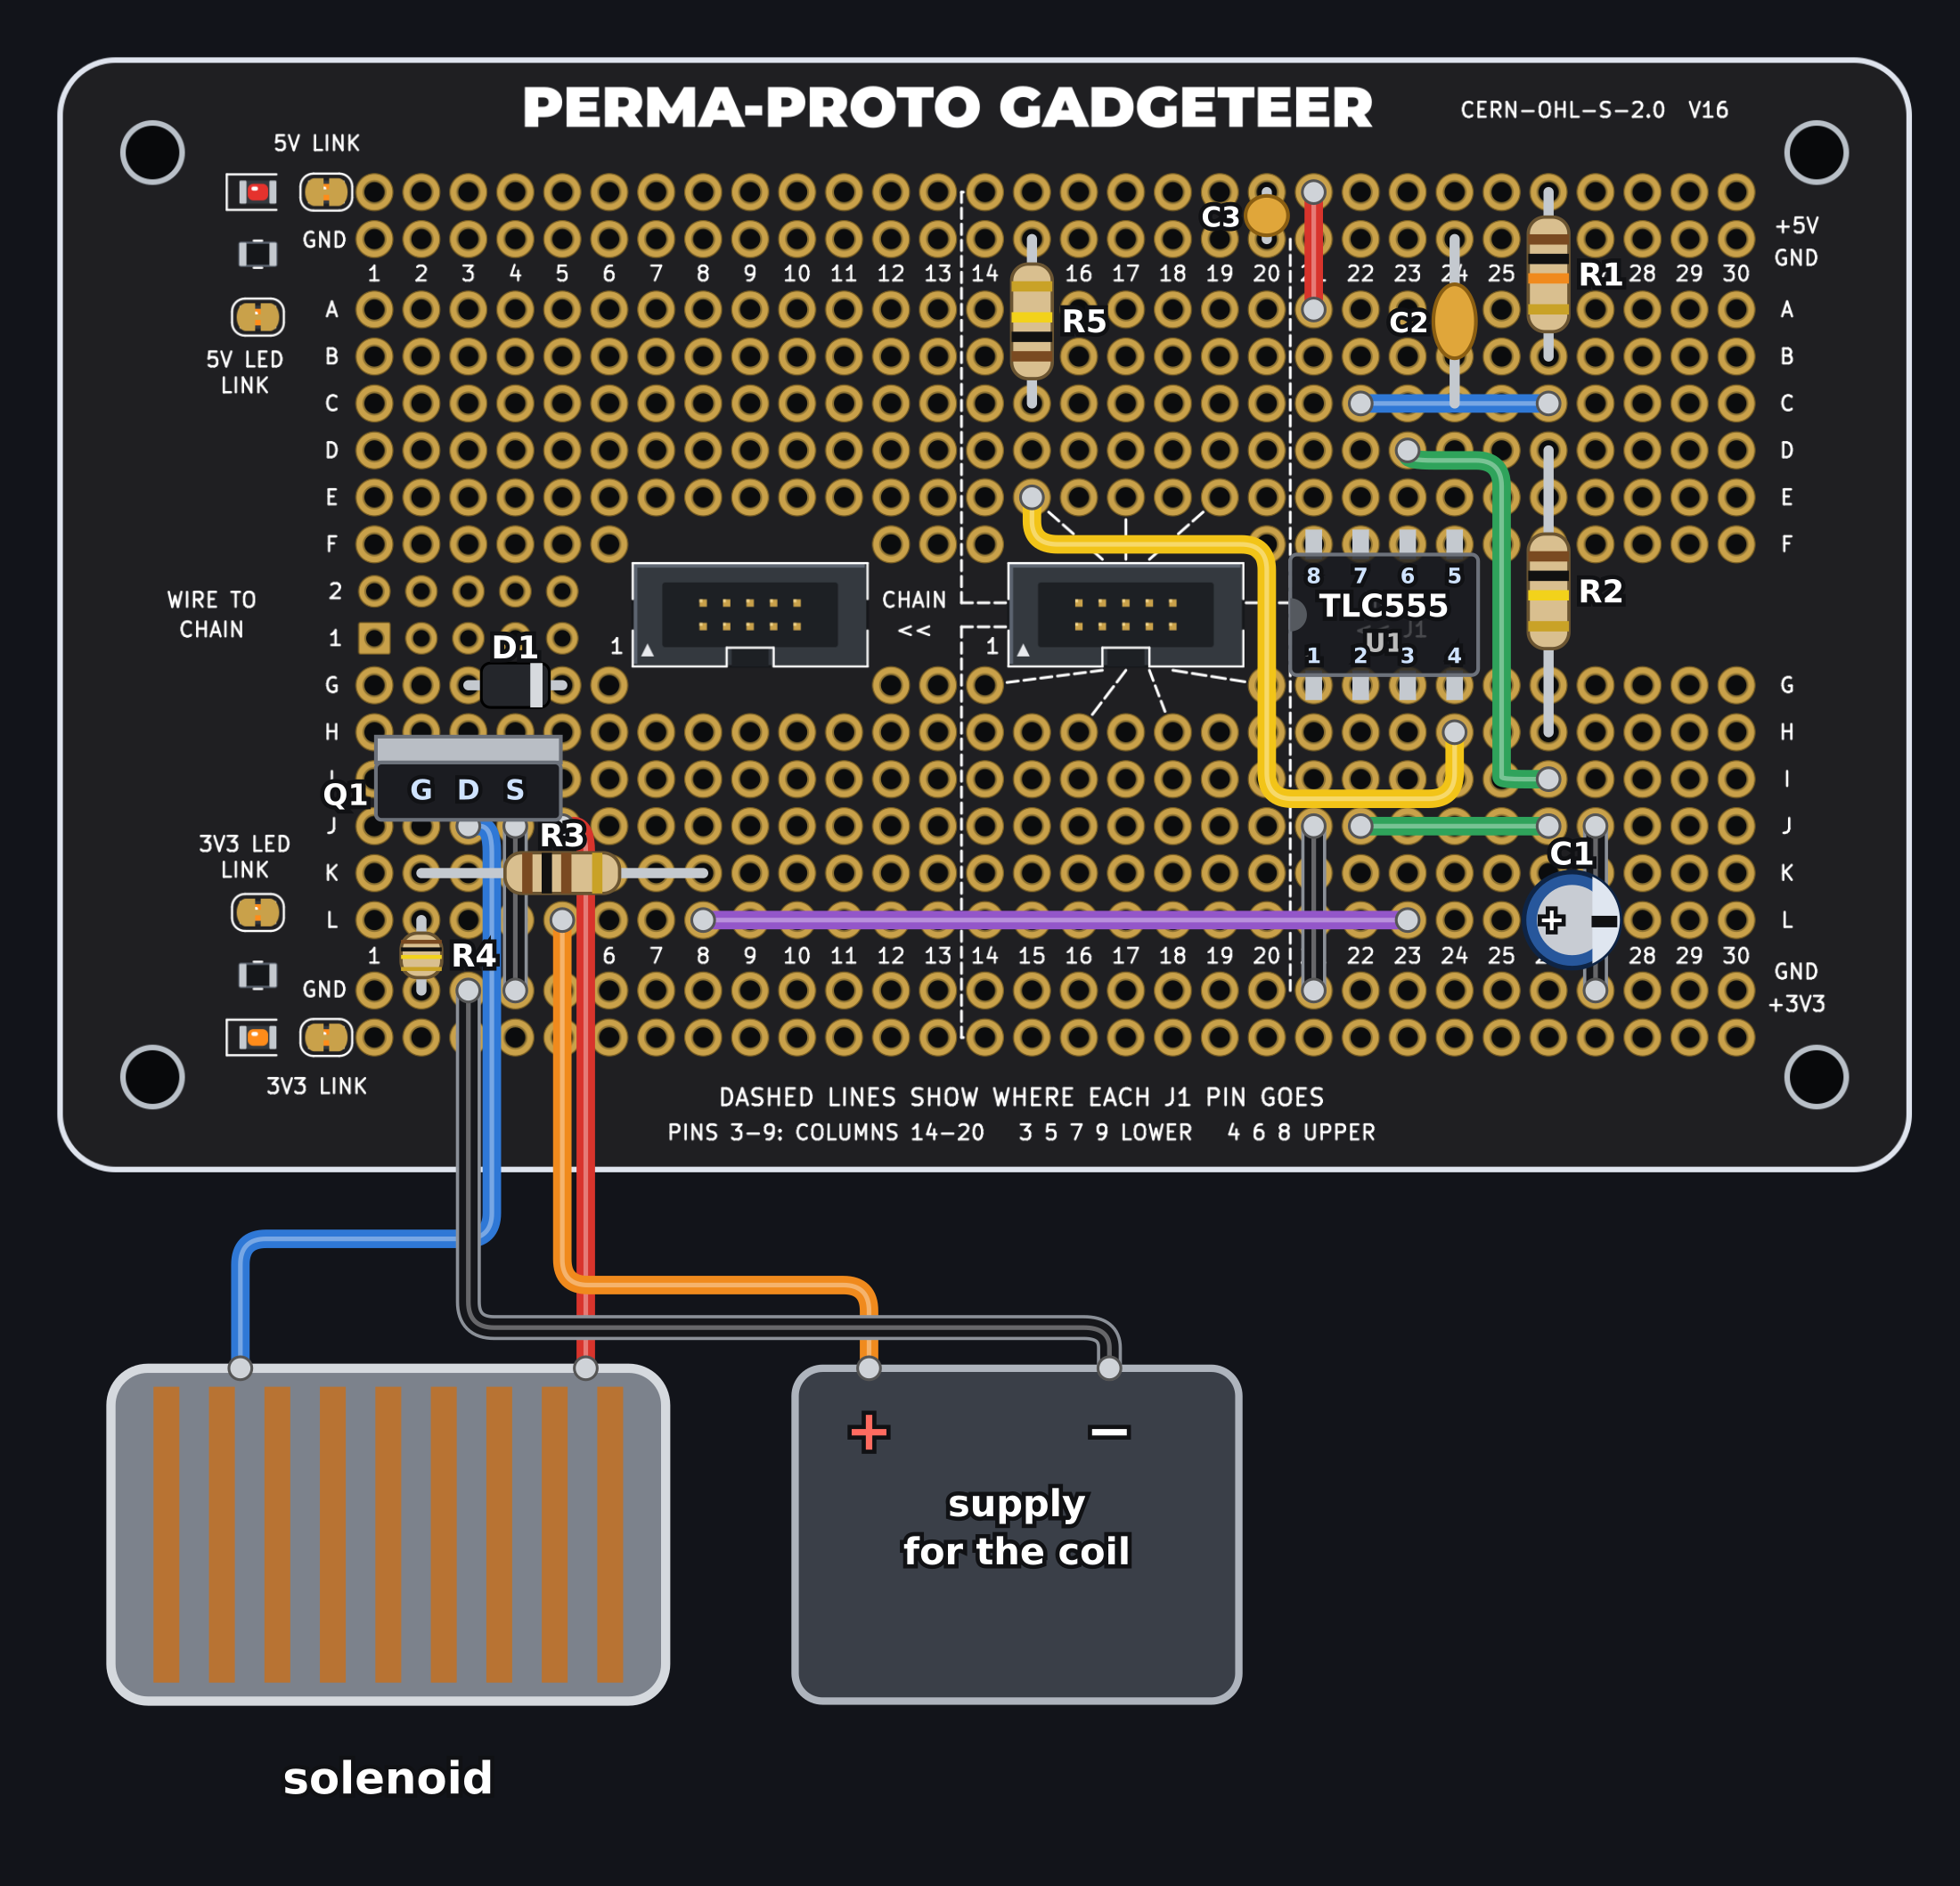 PERMA-PROTO GADGETEER
CERN-OHL-S-2.0 V16
5V LINK
C3
+5V
GND
GND
1 2 3 4 5 6 7 8 9 10 11 12 13 14 16 17 18 19 20 22 23 24 25 28 29 30
R1
A
R5
C2
A
5V LED
LINK
B
B
C
C
D
D
E
E
F
F
2
WIRE TO
CHAIN
CHAIN
<<
8 7 6 5
TLC555
R2
1
1
1
<< J1
U1
1 2 3 4
D1
G
G
H
H
I
Q1
G D S
J
R3
J
3V3 LED
LINK
C1
K
K
L
+
L
R4
1 6 7 8 9 10 11 12 13 14 15 16 17 18 19 20 22 23 24 25 28 29 30
GND
GND
+3V3
3V3 LINK
DASHED LINES SHOW WHERE EACH J1 PIN GOES
PINS 3-9: COLUMNS 14-20 3 5 7 9 LOWER 4 6 8 UPPER
+ −
supply
for the coil
solenoid